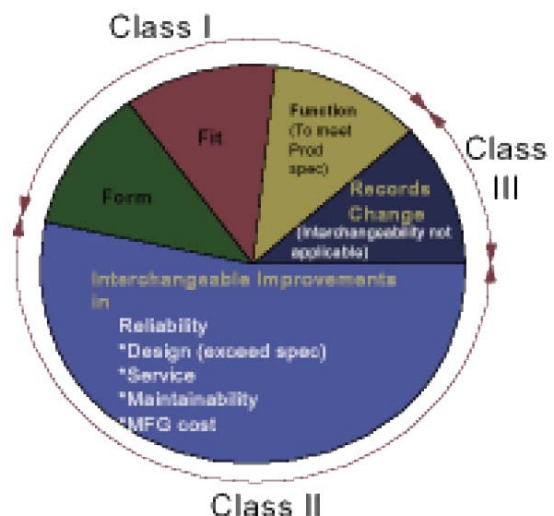 Class I
Function
(To meet
Prod
spec)
Fit
Form
Class
III
Records
Change
(Interchangeability not
applicable)
Interchangeable Improvements
in
Reliability
*Design (exceed spec)
*Service
*Maintainability
*MFG cost
Class II